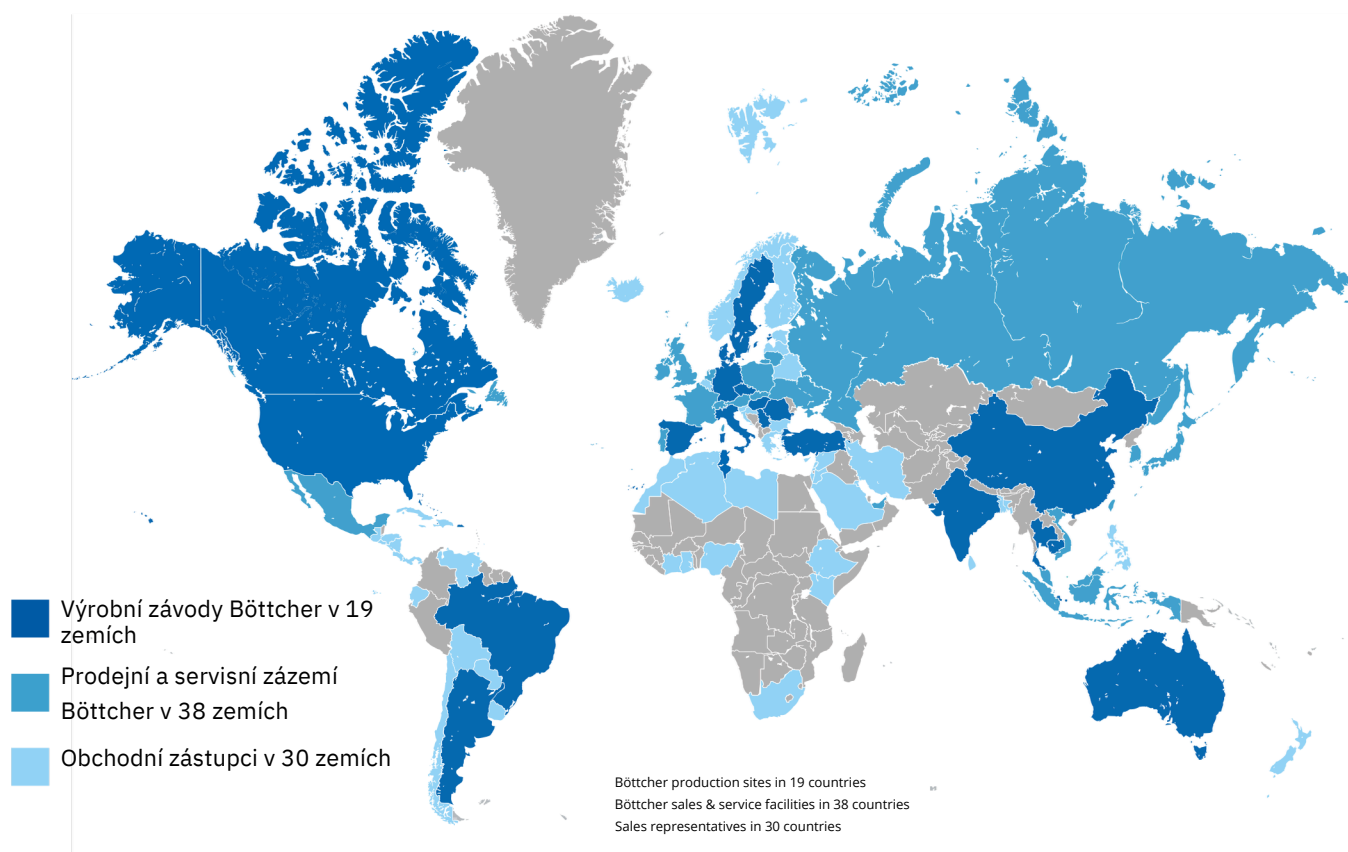 Výrobní závody Böttcher v 19
zemích
Prodejní a servisní zázemí
Böttcher v 38 zemích
Obchodní zástupci v 30 zemích
Böttcher production sites in 19 countries
Böttcher sales & service facilities in 38 countries
Sales representatives in 30 countries